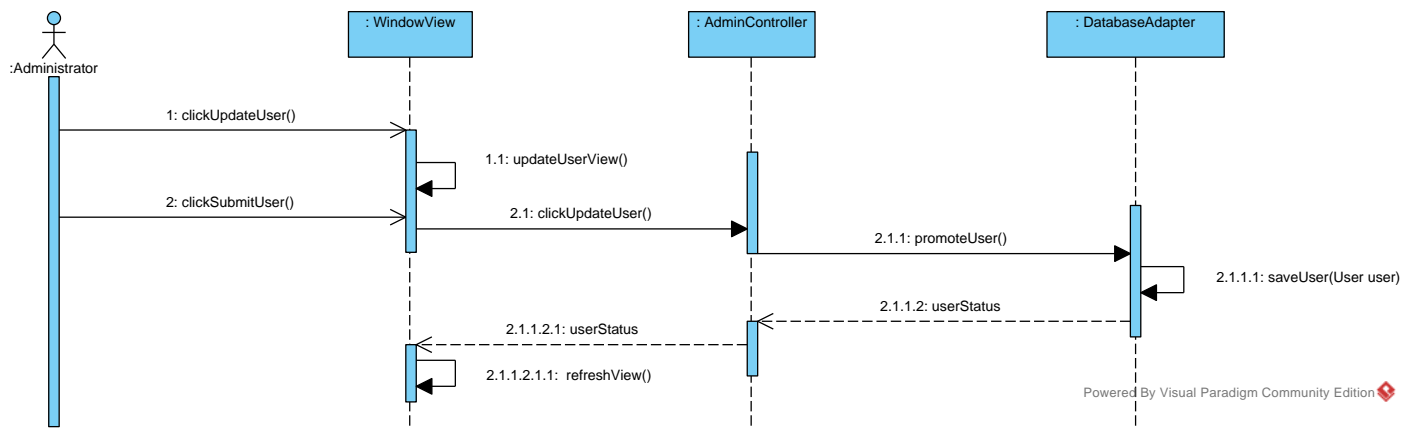 : WindowView
: AdminController
: DatabaseAdapter
:Administrator
1: clickUpdateUser()
1.1: updateUserView()
2: clickSubmitUser()
2.1: clickUpdateUser()
2.1.1: promoteUser()
2.1.1.1: saveUser(User user)
2.1.1.2: userStatus
2.1.1.2.1: userStatus
2.1.1.2.1.1:  refreshView()
Powered By Visual Paradigm Community Edition